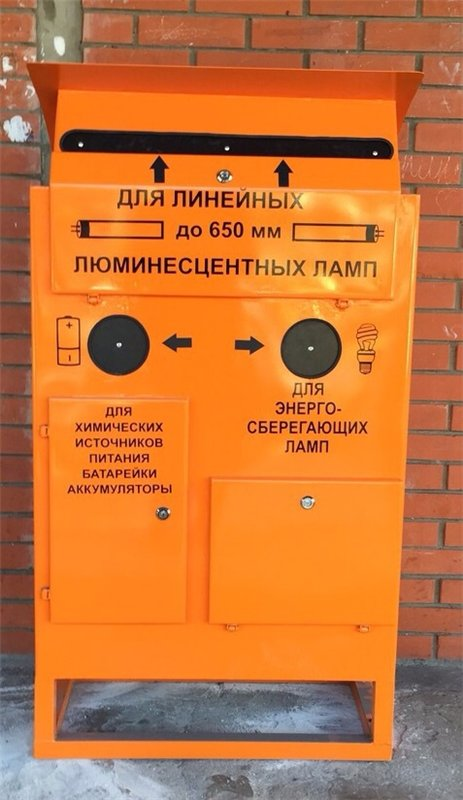 ДЛЯ ЛИНЕЙНЫХ
до 650 мм
ЛЮМИНЕСЦЕНТНЫХ ЛАМП
+
-
ДЛЯ
ХИМИЧЕСКИХ
ИСТОЧНИКОВ
ПИТАНИЯ
БАТАРЕЙКИ
АККУМУЛЯТОРЫ
ДЛЯ
ЭНЕРГО-
СБЕРЕГАЮЩИХ
ЛАМП